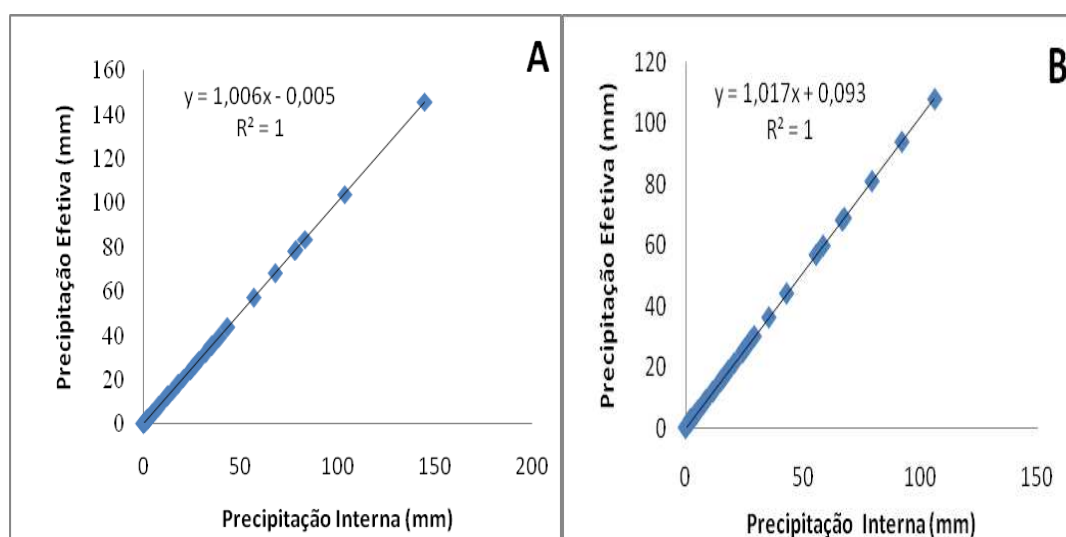 A
y = 1,006x - 0,005
R² = 1
Precipitação Efetiva (mm)
160
140
120
100
80
60
40
20
0
0 50 100 150 200
Precipitação Interna (mm)
B
y = 1,017x + 0,093
R² = 1
Precipitação Efetiva (mm)
120
100
80
60
40
20
0
0 50 100 150
Precipitação Interna (mm)